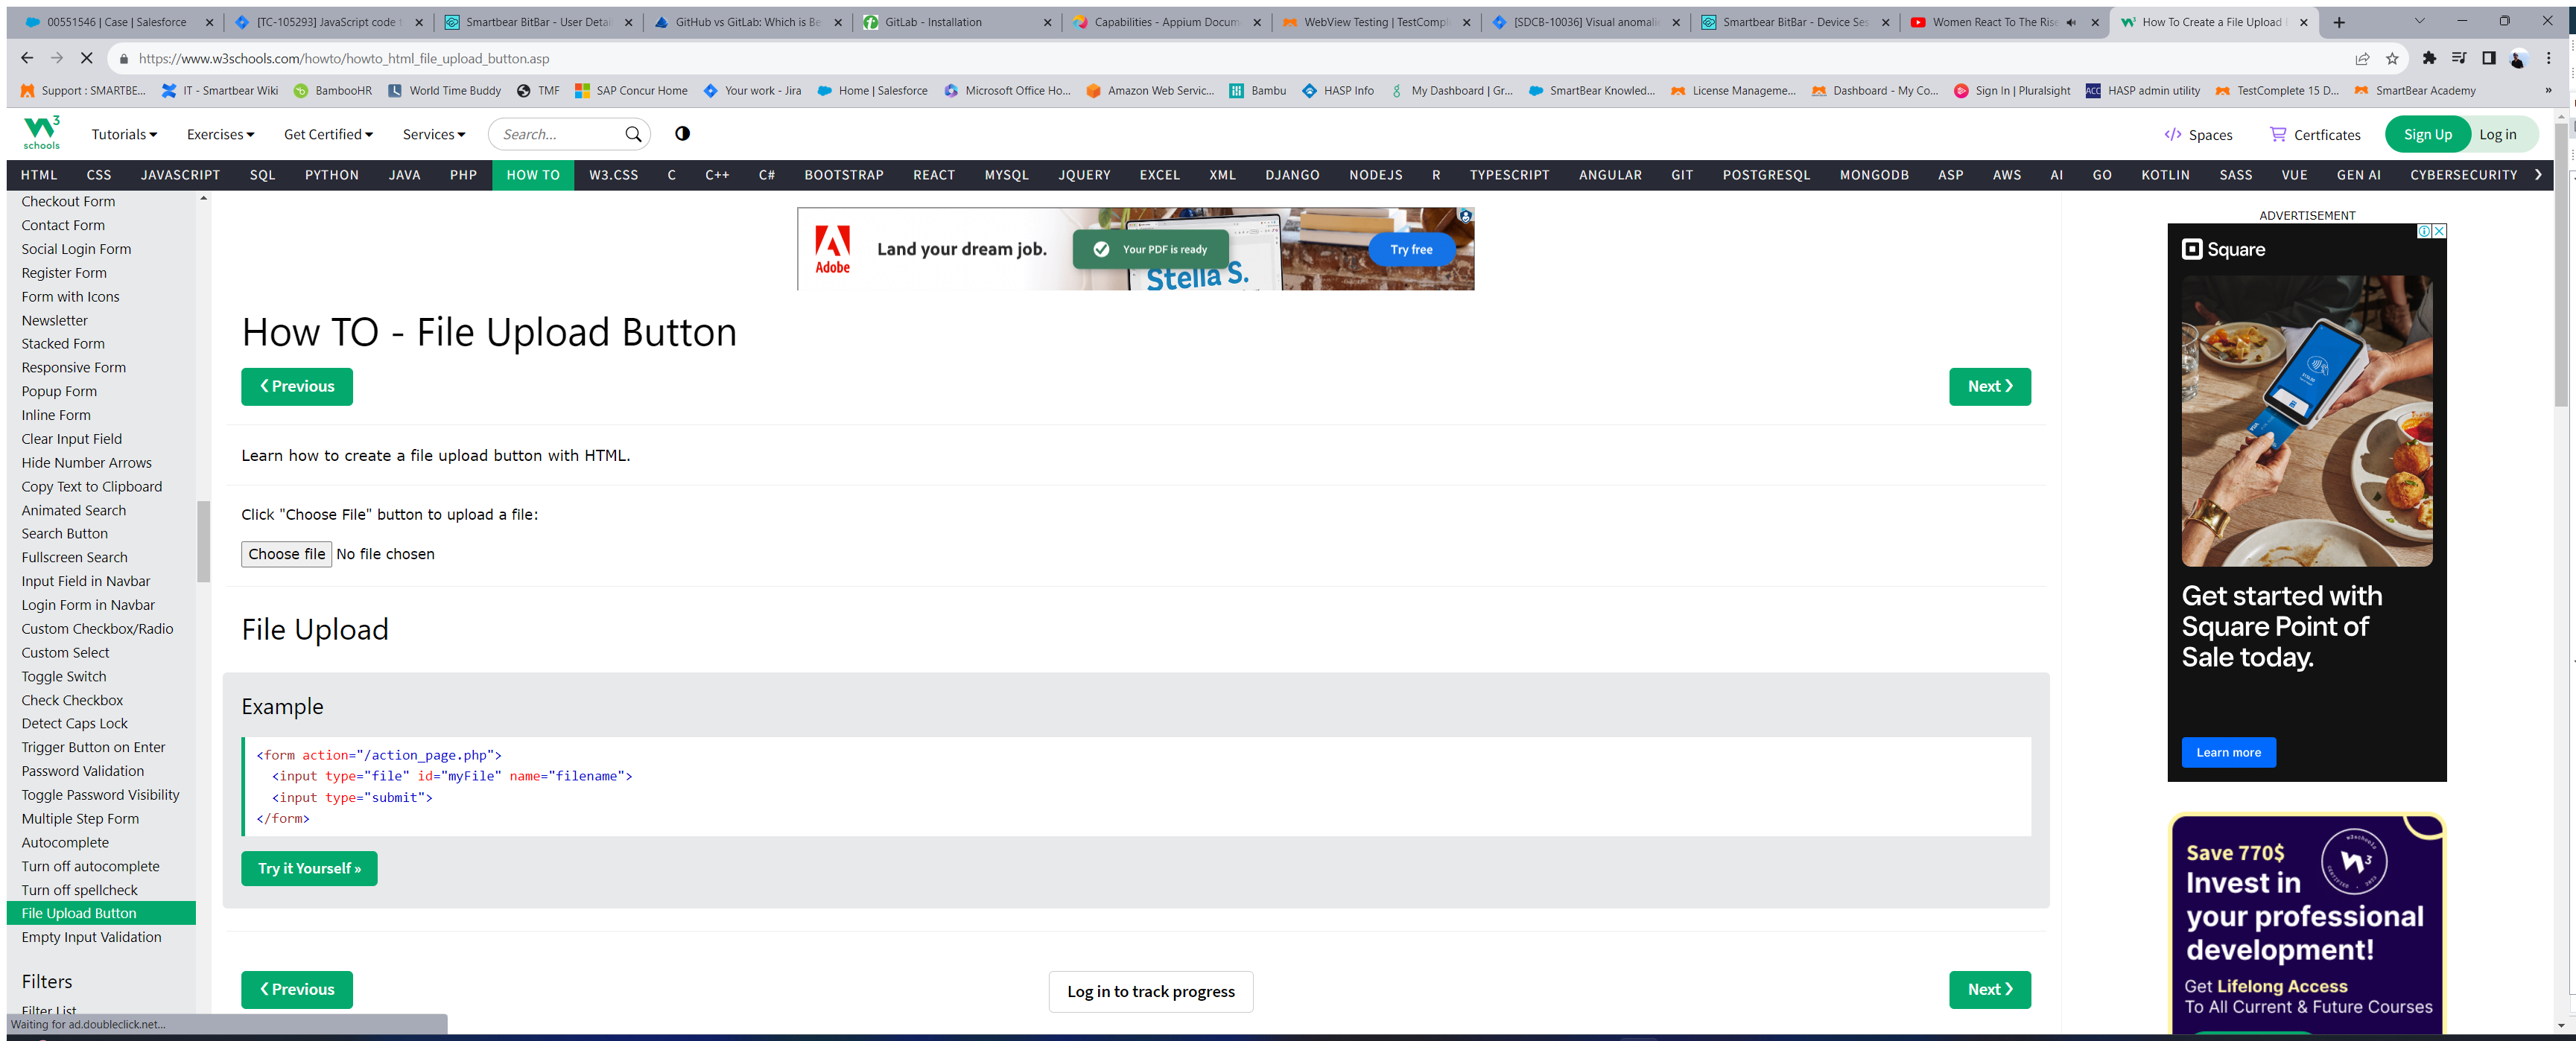 00551546 | Case | Salesforce
[TC-105293] JavaScript code t
Smartbear BitBar - User Detai
GitHub vs GitLab: Which is Be
GitLab - Installation
Capabilities - Appium Docum
WebView Testing | TestCompl
[SDCB-10036] Visual anomali
Smartbear BitBar - Device Ses
Women React To The Rise
How To Create a File Upload
https://www.w3schools.com/howto/howto_html_file_upload_button.asp
Support : SMARTBE...
IT - Smartbear Wiki
BambooHR
World Time Buddy
TMF
SAP Concur Home
Your work - Jira
Home | Salesforce
Microsoft Office Ho...
Amazon Web Servic...
Bambu
HASP Info
My Dashboard | Gr...
SmartBear Knowled...
License Manageme...
Dashboard - My Co...
Sign In | Pluralsight
ACC
HASP admin utility
TestComplete 15 D...
SmartBear Academy
»
W3 schools
Tutorials
Exercises
Get Certified
Services
Search...
Spaces
Certficates
Sign Up
Log in
HTML CSS JAVASCRIPT SQL PYTHON JAVA PHP HOW TO W3.CSS C C++ C# BOOTSTRAP REACT MYSQL JQUERY EXCEL XML DJANGO NODEJS R TYPESCRIPT ANGULAR GIT POSTGRESQL MONGODB ASP AWS AI GO KOTLIN SASS VUE GEN AI CYBERSECURITY
Checkout Form
Contact Form
Social Login Form
Register Form
Form with Icons
Newsletter
Stacked Form
Responsive Form
Popup Form
Inline Form
Clear Input Field
Hide Number Arrows
Copy Text to Clipboard
Animated Search
Search Button
Fullscreen Search
Input Field in Navbar
Login Form in Navbar
Custom Checkbox/Radio
Custom Select
Toggle Switch
Check Checkbox
Detect Caps Lock
Trigger Button on Enter
Password Validation
Toggle Password Visibility
Multiple Step Form
Autocomplete
Turn off autocomplete
Turn off spellcheck
File Upload Button
Empty Input Validation
Filters
Filter List
Waiting for ad.doubleclick.net...
Adobe
Land your dream job.
Your PDF is ready
Stella S.
Try free
How TO - File Upload Button
❮ Previous
Next ❯
Learn how to create a file upload button with HTML.
Click "Choose File" button to upload a file:
Choose file No file chosen
File Upload
Example
<form action="/action_page.php">
<input type="file" id="myFile" name="filename">
<input type="submit">
</form>
Try it Yourself »
❮ Previous
Log in to track progress
Next ❯
ADVERTISEMENT
Square
VISA
Get started with
Square Point of
Sale today.
Learn more
Save 770$
Invest in
your professional
development!
Get Lifelong Access
To All Current & Future Courses